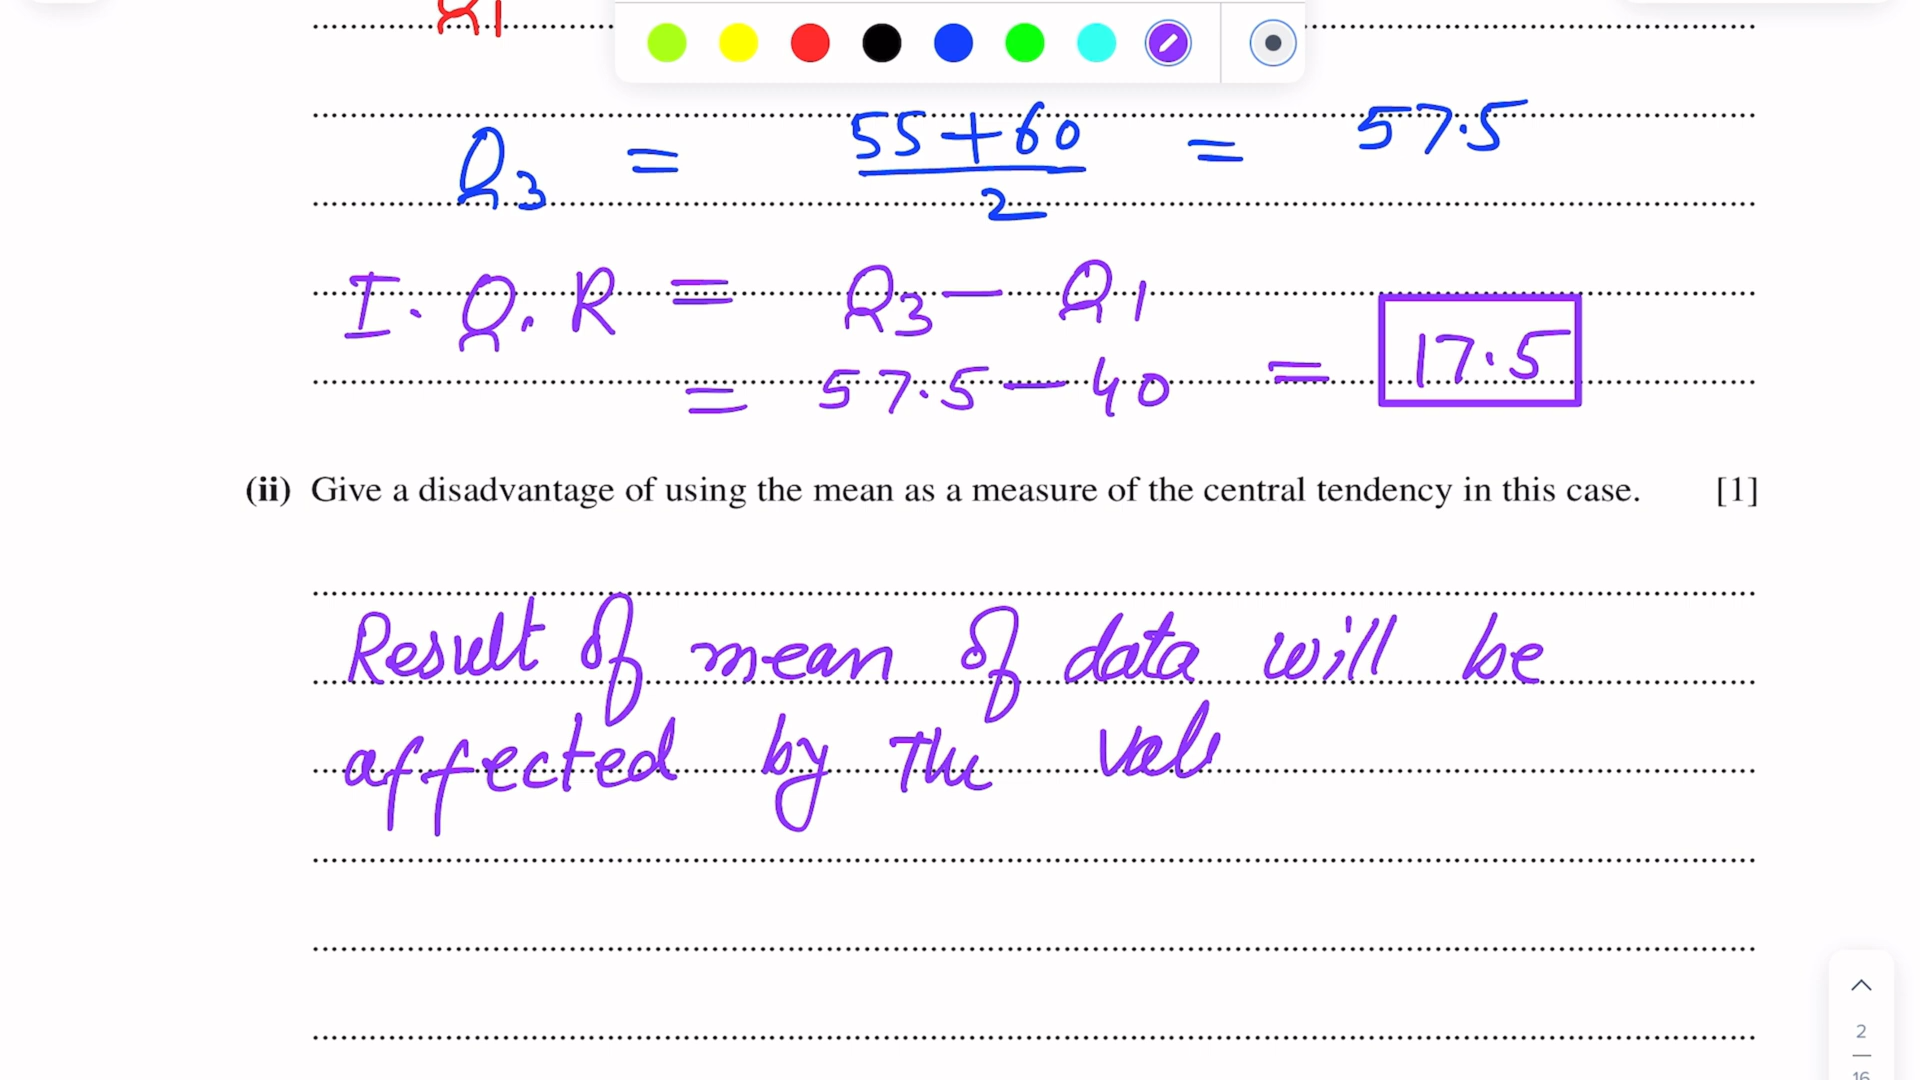 Q3 = 55+60 / 2 = 57.5
I. Q. R = Q3 - Q1
= 57.5 - 40 = 17.5
(ii) Give a disadvantage of using the mean as a measure of the central tendency in this case. [1]
Result of mean of data will be
affected by the valu
2